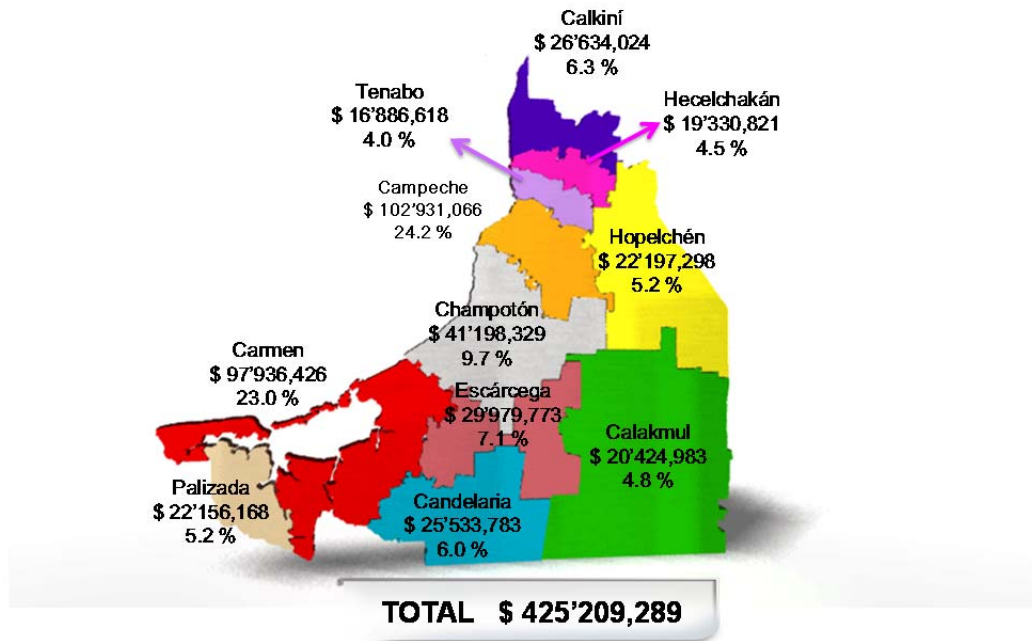 Calkiní
$ 26'634,024
6.3 %
Tenabo
$ 16'886,618
4.0 %
Hecelchakán
$ 19'330,821
4.5 %
Campeche
$ 102'931,066
24.2 %
Hopelchén
$ 22'197,298
5.2 %
Champotón
$ 41'198,329
9.7 %
Carmen
$ 97'936,426
23.0 %
Escárcega
$ 29'979,773
7.1 %
Calakmul
$ 20'424,983
4.8 %
Palizada
$ 22'156,168
5.2 %
Candelaria
$ 25'533,783
6.0 %
TOTAL $ 425'209,289